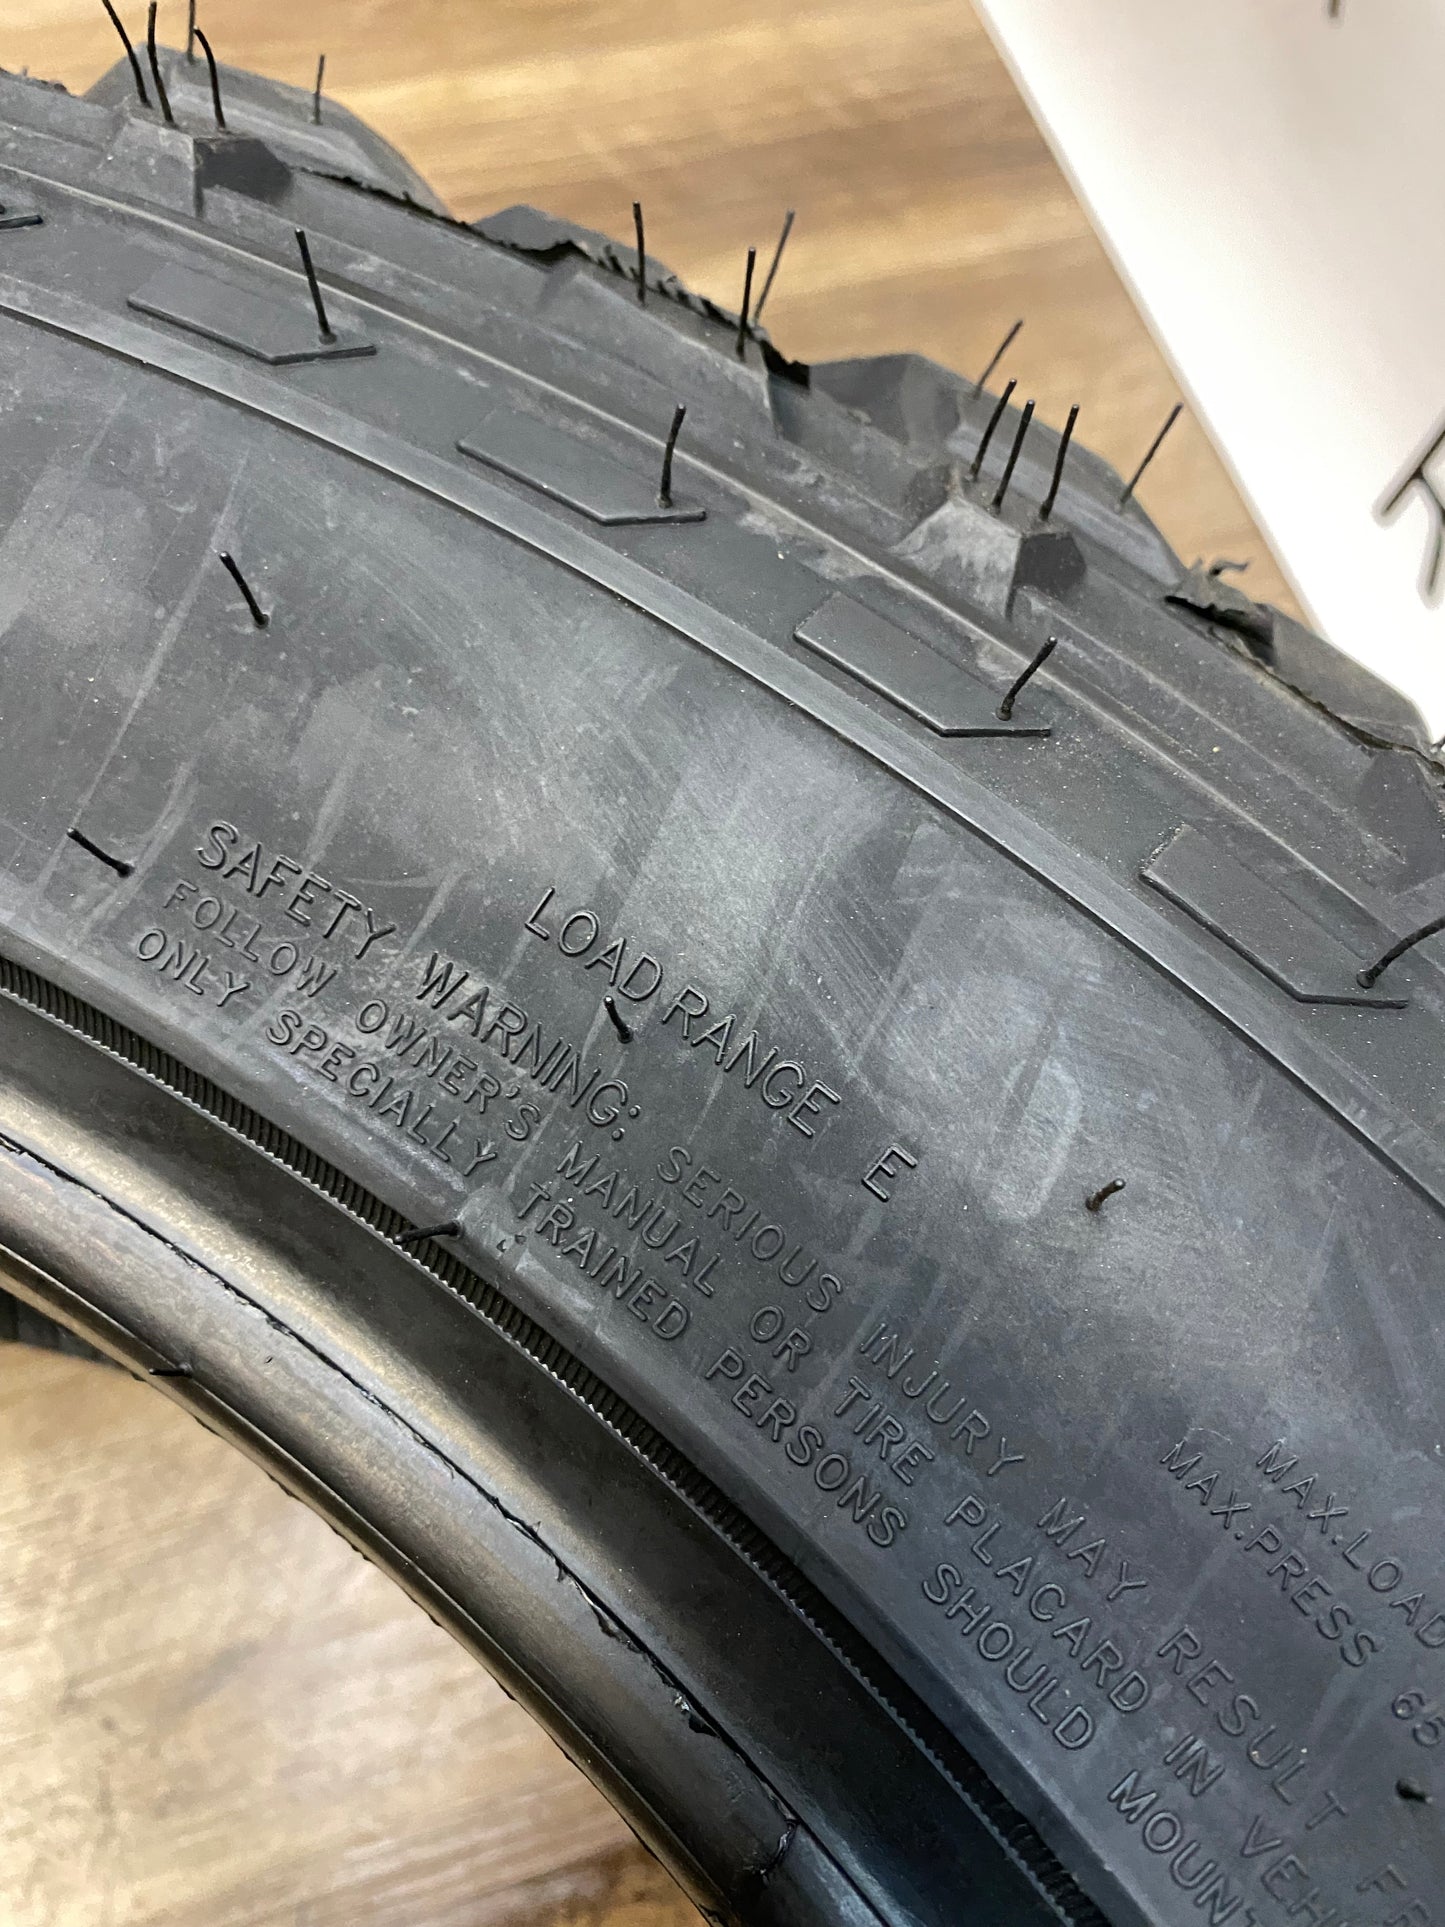 LOAD RANGE E
SAFETY WARNING: SERIOUS INJURY MAY RESULT
FOLLOW OWNER'S MANUAL OR TIRE PLACARD IN
ONLY SPECIALLY TRAINED PERSONS SHOULD
MAX.LOAD
MAX.PRESS 65